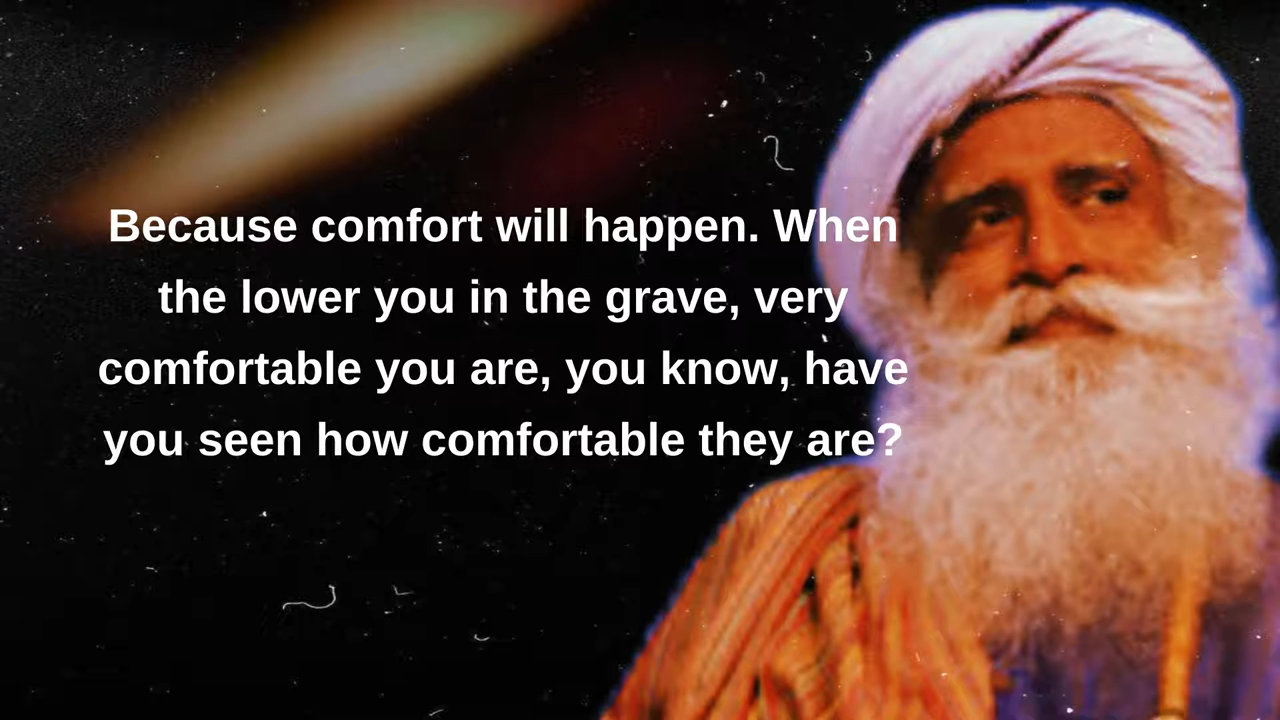 Because comfort will happen. When
the lower you in the grave, very
comfortable you are, you know, have
you seen how comfortable they are?